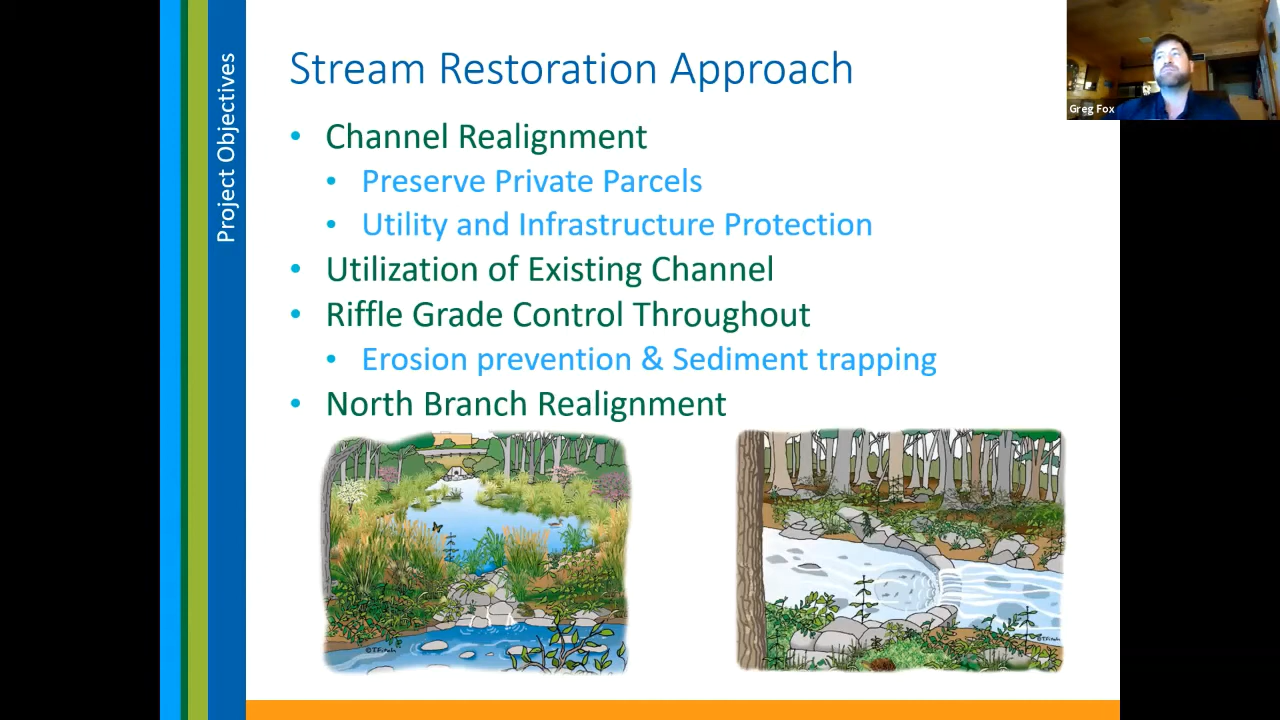 Project Objectives
Stream Restoration Approach
Greg Fox
• Channel Realignment
• Preserve Private Parcels
• Utility and Infrastructure Protection
• Utilization of Existing Channel
• Riffle Grade Control Throughout
• Erosion prevention & Sediment trapping
• North Branch Realignment